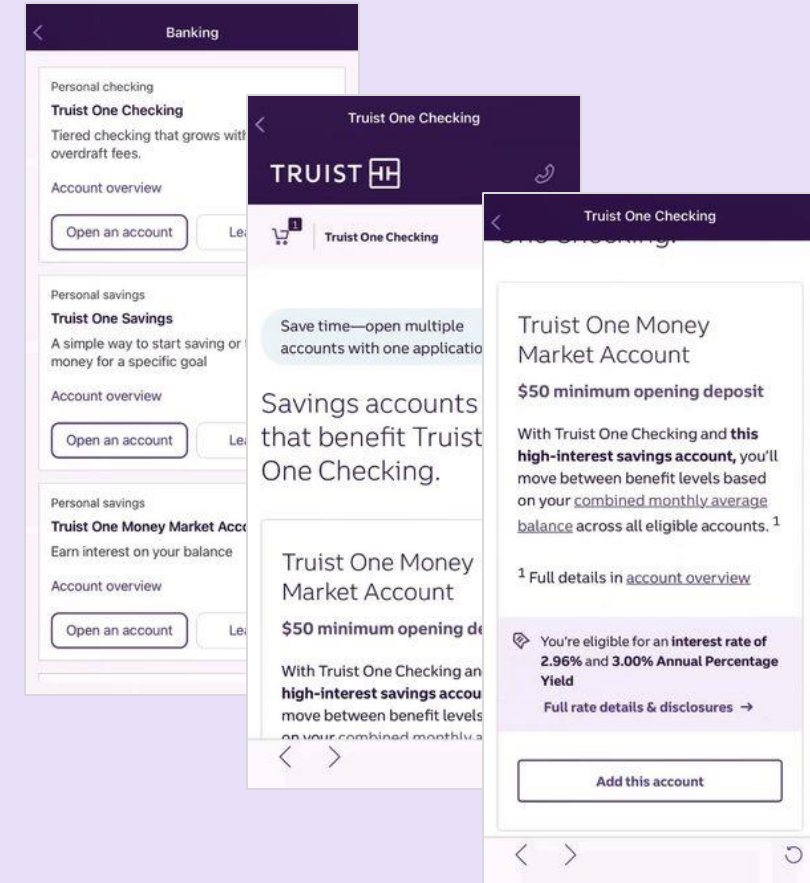 Banking
Personal checking
Truist One Checking
Tiered checking that grows with
overdraft fees.
Account overview
Open an account
Personal savings
Truist One Savings
A simple way to start saving or
money for a specific goal
Account overview
Open an account
Personal savings
Truist One Money Market
Earn interest on your balance
Account overview
Open an account
Truist One Checking
TRUIST
1
Truist One Checking
Save time—open multiple
accounts with one
Savings accounts
that benefit Truist
One Checking.
Truist One Money
Market Account
$50 minimum opening
With Truist One Checking
high-interest savings
move between benefit levels
on your combined monthly
Truist One Checking
One Checking.
Truist One Money
Market Account
$50 minimum opening deposit
With Truist One Checking and this
high-interest savings account, you'll
move between benefit levels based
on your combined monthly average
balance across all eligible accounts. 1
1 Full details in account overview
You're eligible for an interest rate of
2.96% and 3.00% Annual Percentage
Yield
Full rate details & disclosures →
Add this account